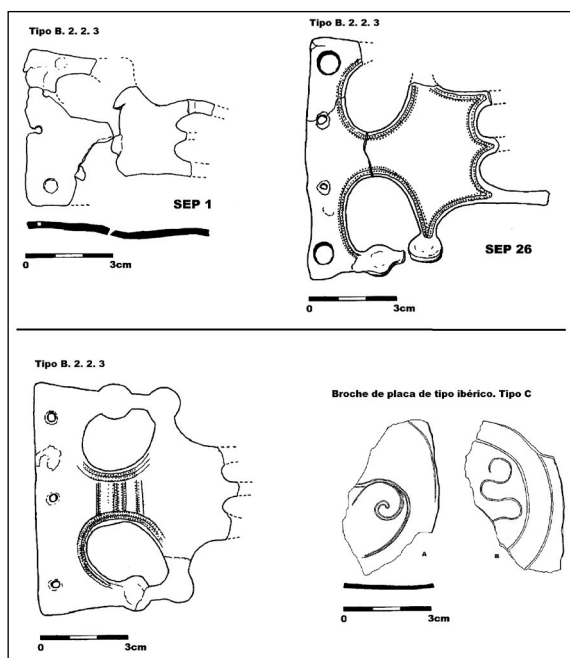 Tipo B. 2. 2. 3
SEP 1
0 3cm
Tipo B. 2. 2. 3
SEP 26
0 3cm
Tipo B. 2. 2. 3
0 3cm
Broche de placa de tipo ibérico. Tipo C
A B
0 3cm